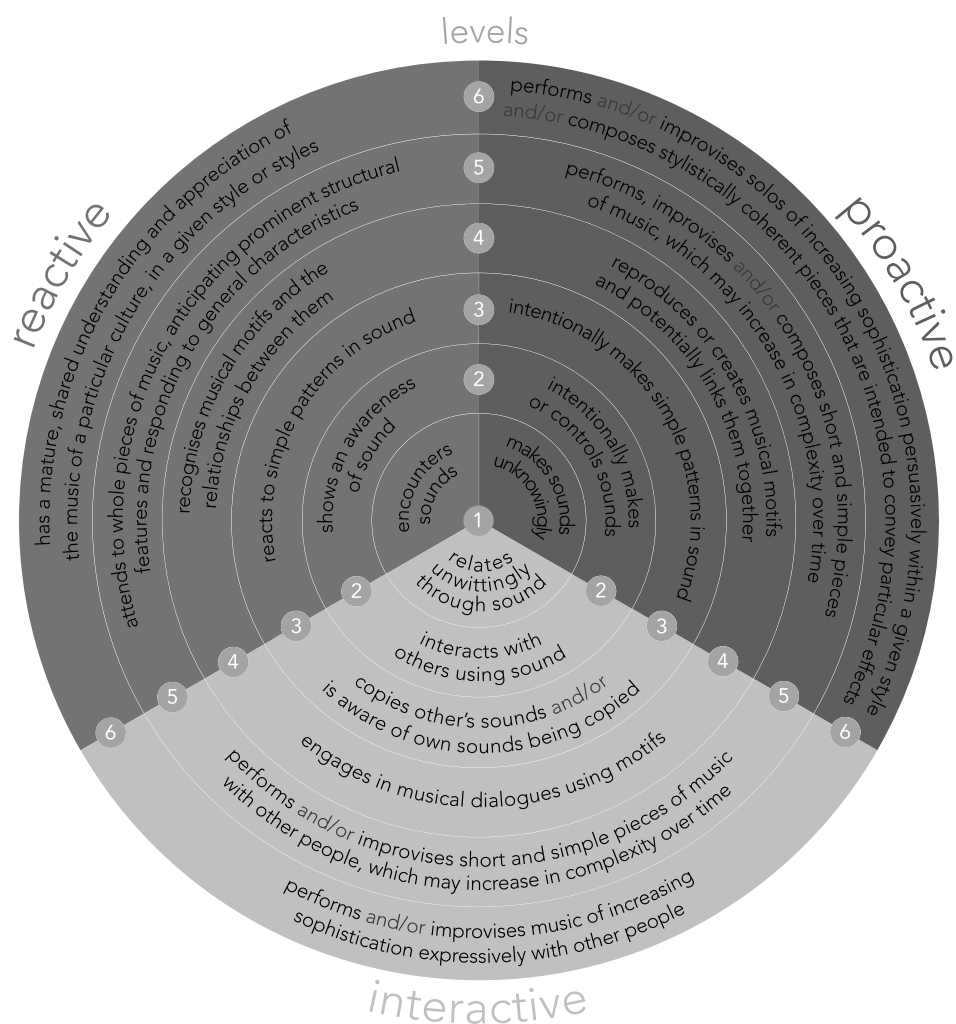 levels
reactive
proactive
interactive
6
5
4
3
2
1
2
3
4
5
6
2
3
4
5
6
has a mature, shared understanding and appreciation of
the music of a particular culture, in a given style or styles
attends to whole pieces of music, anticipating prominent structural
features and responding to general characteristics
recognises musical motifs and the
relationships between them
reacts to simple patterns in sound
shows an awareness
of sound
encounters
sounds
performs and/or improvises solos of increasing sophistication persuasively within a given style
and/or composes stylistically coherent pieces that are intended to convey particular effects
performs, improvises and/or composes short and simple pieces
of music, which may increase in complexity over time
reproduces or creates musical motifs
and potentially links them together
intentionally makes simple patterns in sound
intentionally makes
or controls sounds
makes sounds
unknowingly
relates
unwittingly
through sound
interacts with
others using sound
copies other's sounds and/or
is aware of own sounds being copied
engages in musical dialogues using motifs
performs and/or improvises short and simple pieces of music
with other people, which may increase in complexity over time
performs and/or improvises music of increasing
sophistication expressively with other people